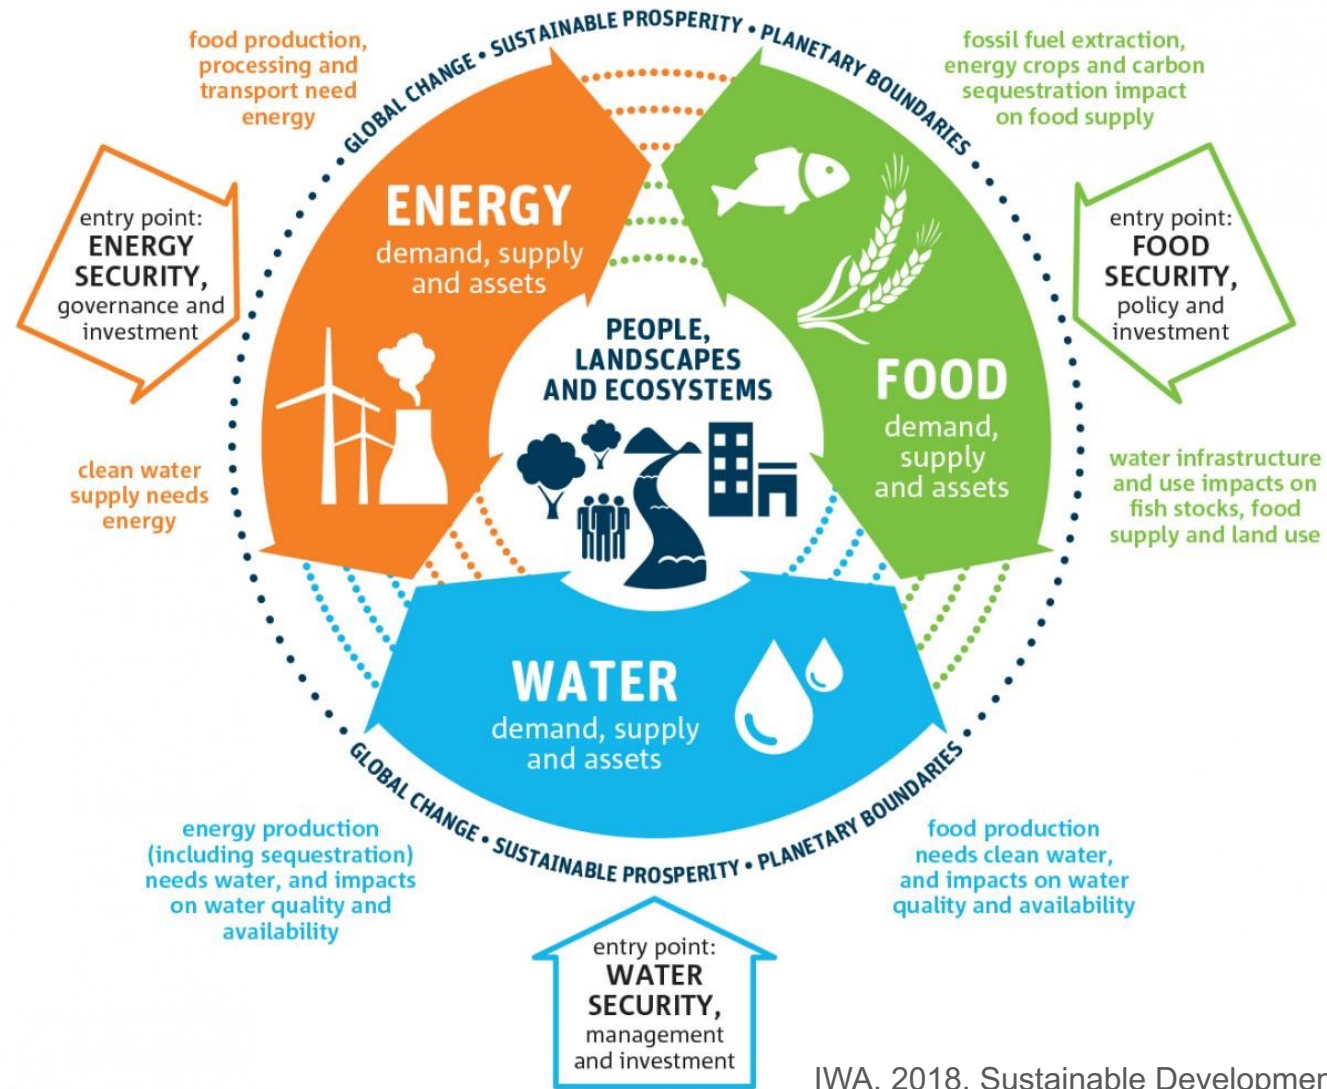 GLOBAL CHANGE • SUSTAINABLE PROSPERITY • PLANETARY BOUNDARIES
food production,
processing and
transport need
energy
fossil fuel extraction,
energy crops and carbon
sequestration impact
on food supply
entry point:
ENERGY
SECURITY,
governance and
investment
ENERGY
demand, supply
and assets
entry point:
FOOD
SECURITY,
policy and
investment
PEOPLE,
LANDSCAPES
AND ECOSYSTEMS
FOOD
demand,
supply
and assets
clean water
supply needs
energy
water infrastructure
and use impacts on
fish stocks, food
supply and land use
WATER
demand, supply
and assets
GLOBAL CHANGE • SUSTAINABLE PROSPERITY • PLANETARY BOUNDARIES
energy production
(including sequestration)
needs water, and impacts
on water quality and
availability
food production
needs clean water,
and impacts on water
quality and availability
entry point:
WATER
SECURITY,
management
and investment
IWA. 2018. Sustainable Developmen